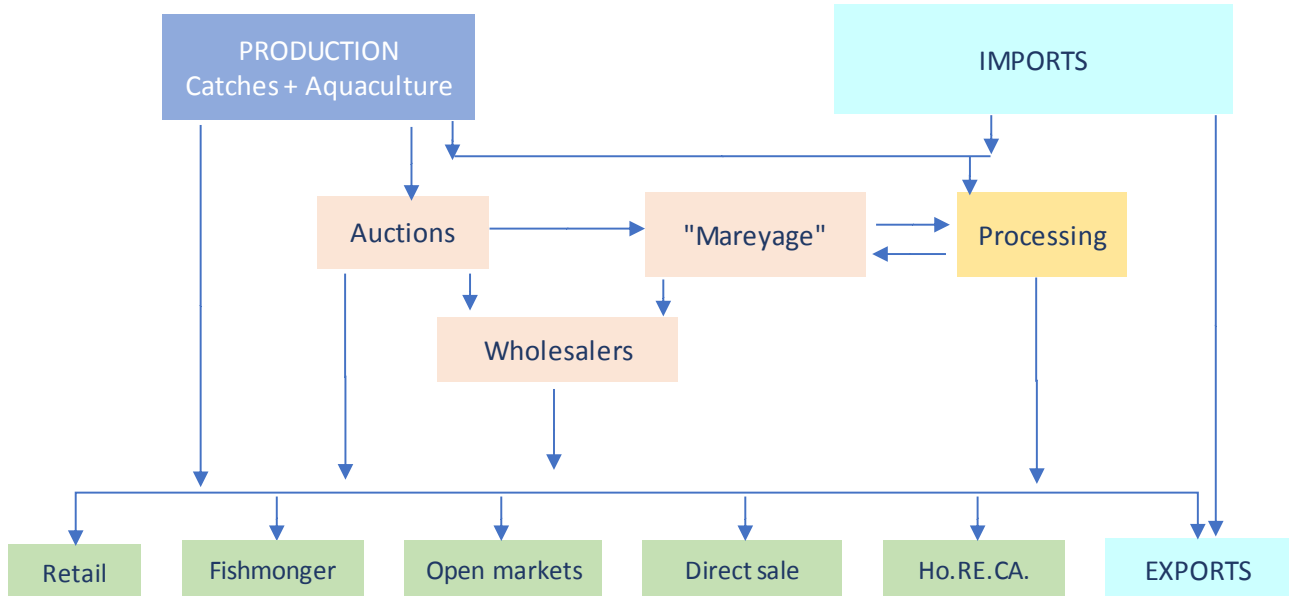 PRODUCTION
Catches + Aquaculture
IMPORTS
Auctions
"Mareyage"
Processing
Wholesalers
Retail
Fishmonger
Open markets
Direct sale
Ho.RE.CA.
EXPORTS